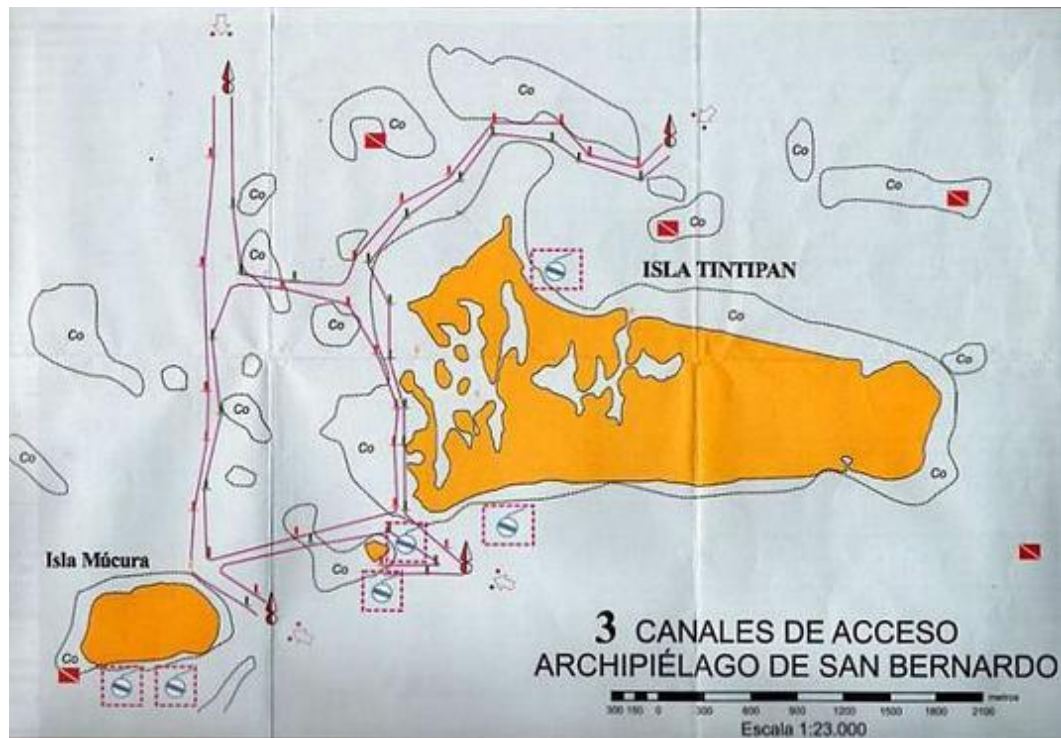 Co
Co
Co
Co
Co
Co
Co
Co
ISLA TINTIPAN
Co
Co
Co
Co
Co
Co
Co
Co
Co
Isla Múcura
Co
Co
3 CANALES DE ACCESO
ARCHIPIÉLAGO DE SAN BERNARDO
metros
300 150 0 300 600 900 1200 1500 1800 2100
Escala 1:23.000